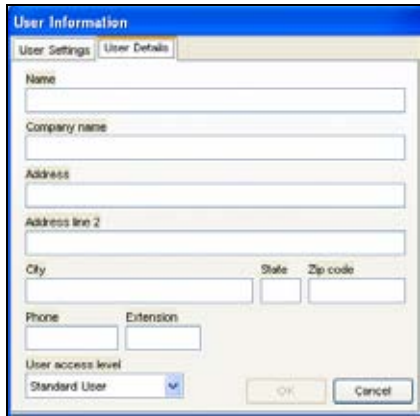 User Information
User Settings User Details
Name
Company name
Address
Address line 2
City State Zip code
Phone Extension
User access level
Standard User OK Cancel